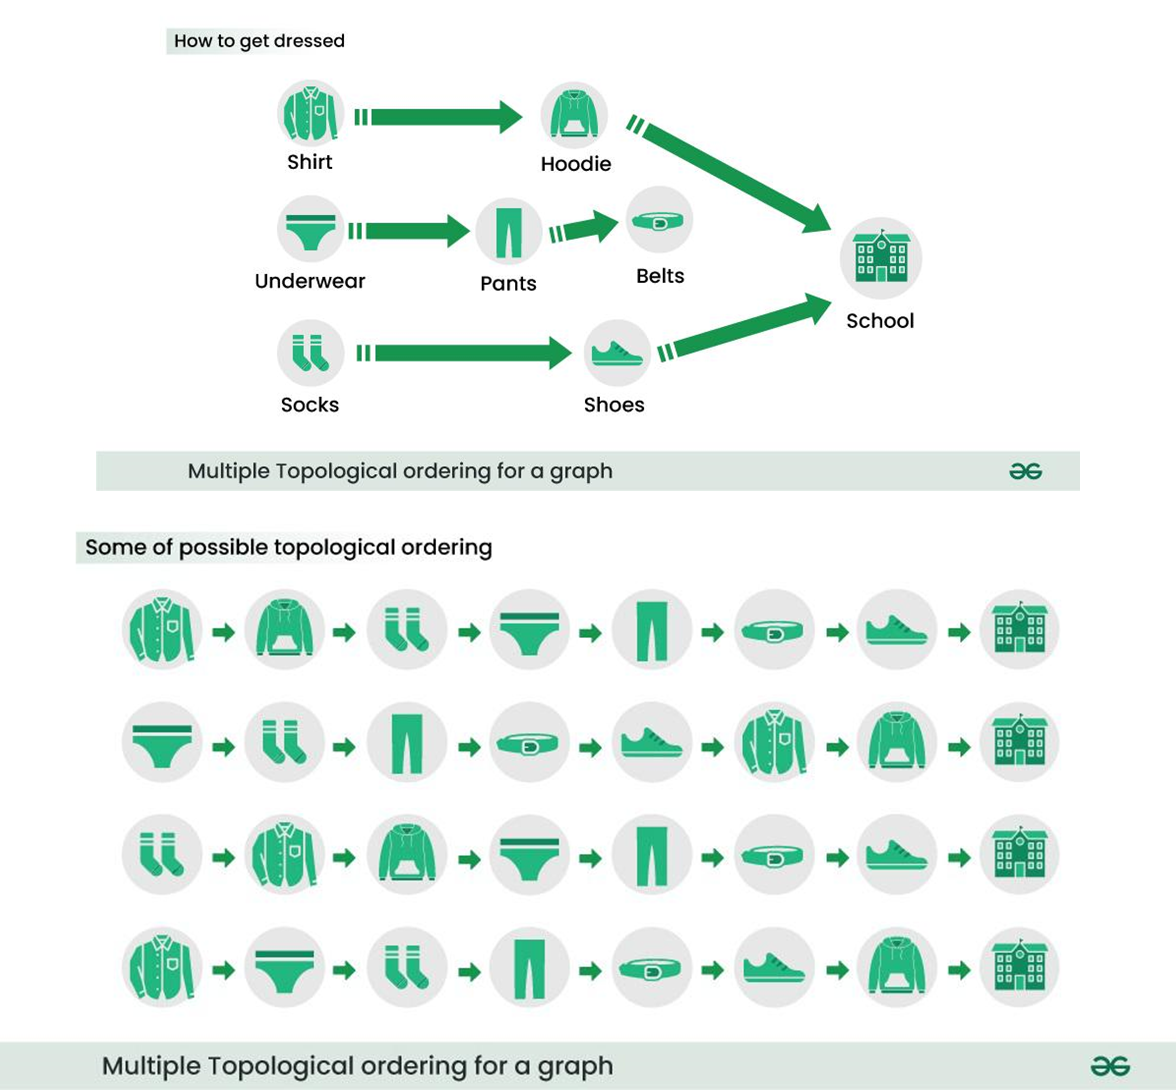 How to get dressed
Shirt
Hoodie
Underwear
Pants
Belts
School
Socks
Shoes
Multiple Topological ordering for a graph
Some of possible topological ordering
Multiple Topological ordering for a graph